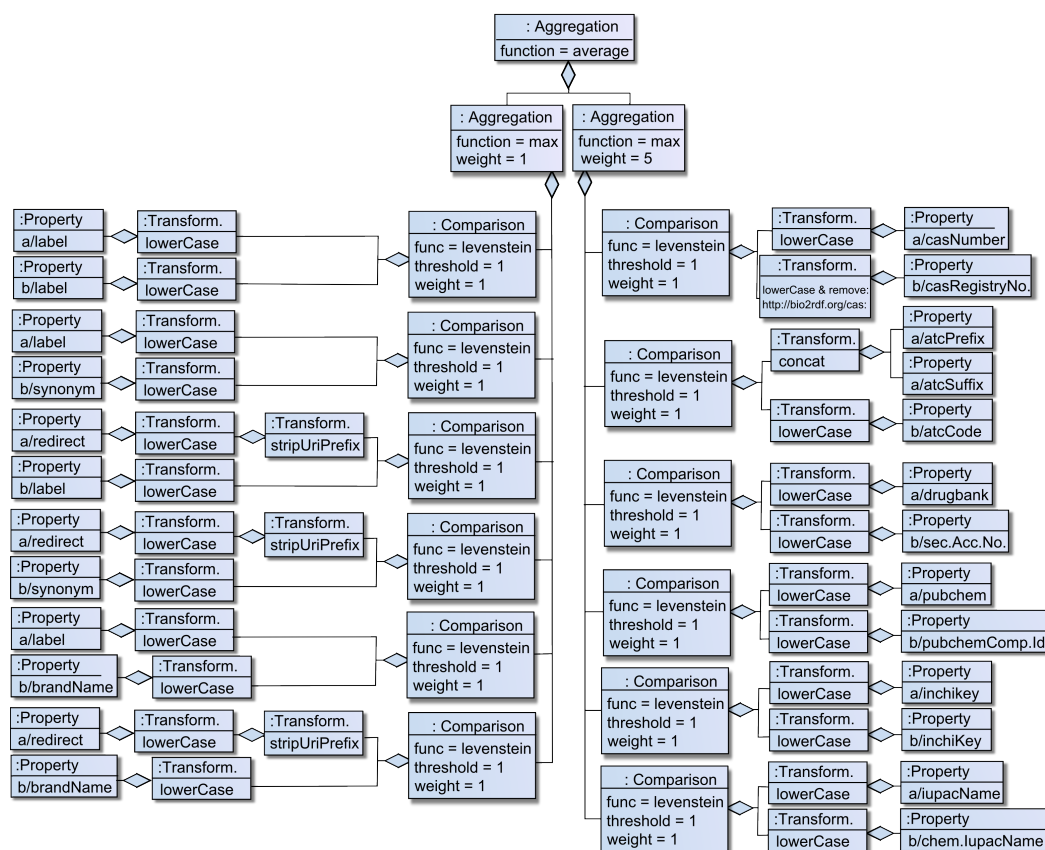 : Aggregation
function = average
: Aggregation
function = max
weight = 1
: Aggregation
function = max
weight = 5
:Property
a/label
:Transform.
lowerCase
:Property
b/label
:Transform.
lowerCase
: Comparison
func = levenstein
threshold = 1
weight = 1
:Property
a/label
:Transform.
lowerCase
:Property
b/synonym
:Transform.
lowerCase
: Comparison
func = levenstein
threshold = 1
weight = 1
:Property
a/redirect
:Transform.
lowerCase
:Transform.
stripUriPrefix
:Property
b/label
:Transform.
lowerCase
: Comparison
func = levenstein
threshold = 1
weight = 1
:Property
a/redirect
:Transform.
lowerCase
:Transform.
stripUriPrefix
:Property
b/synonym
:Transform.
lowerCase
: Comparison
func = levenstein
threshold = 1
weight = 1
:Property
a/label
:Transform.
lowerCase
:Property
b/brandName
:Transform.
lowerCase
: Comparison
func = levenstein
threshold = 1
weight = 1
:Property
a/redirect
:Transform.
lowerCase
:Transform.
stripUriPrefix
:Property
b/brandName
:Transform.
lowerCase
: Comparison
func = levenstein
threshold = 1
weight = 1
: Comparison
func = levenstein
threshold = 1
weight = 1
:Transform.
lowerCase
:Property
a/casNumber
:Transform.
lowerCase & remove:
http://bio2rdf.org/cas:
:Property
b/casRegistryNo.
: Comparison
func = levenstein
threshold = 1
weight = 1
:Transform.
concat
:Property
a/atcPrefix
:Property
a/atcSuffix
:Transform.
lowerCase
:Property
b/atcCode
: Comparison
func = levenstein
threshold = 1
weight = 1
:Transform.
lowerCase
:Property
a/drugbank
:Transform.
lowerCase
:Property
b/sec.Acc.No.
: Comparison
func = levenstein
threshold = 1
weight = 1
:Transform.
lowerCase
:Property
a/pubchem
:Transform.
lowerCase
:Property
b/pubchemComp.Id
: Comparison
func = levenstein
threshold = 1
weight = 1
:Transform.
lowerCase
:Property
a/inchikey
:Transform.
lowerCase
:Property
b/inchiKey
: Comparison
func = levenstein
threshold = 1
weight = 1
:Transform.
lowerCase
:Property
a/iupacName
:Transform.
lowerCase
:Property
b/chem.IupacName